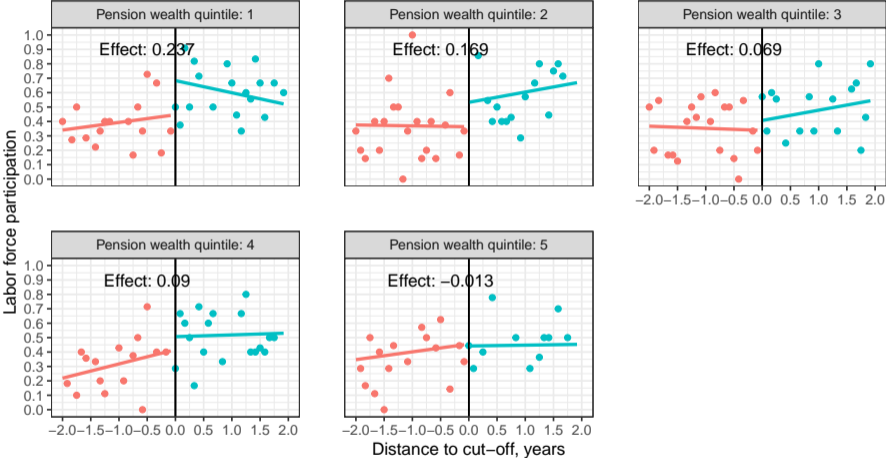 Pension wealth quintile: 1
Pension wealth quintile: 2
Pension wealth quintile: 3
Effect: 0.237
Effect: 0.169
Effect: 0.069
1.0
0.9
0.8
0.7
0.6
0.5
0.4
0.3
0.2
0.1
0.0
−2.0 −1.5 −1.0 −0.5 0.0 0.5 1.0 1.5 2.0
Labor force participation
Pension wealth quintile: 4
Pension wealth quintile: 5
Effect: 0.09
Effect: −0.013
1.0
0.9
0.8
0.7
0.6
0.5
0.4
0.3
0.2
0.1
0.0
−2.0 −1.5 −1.0 −0.5 0.0 0.5 1.0 1.5 2.0
−2.0 −1.5 −1.0 −0.5 0.0 0.5 1.0 1.5 2.0
Distance to cut−off, years